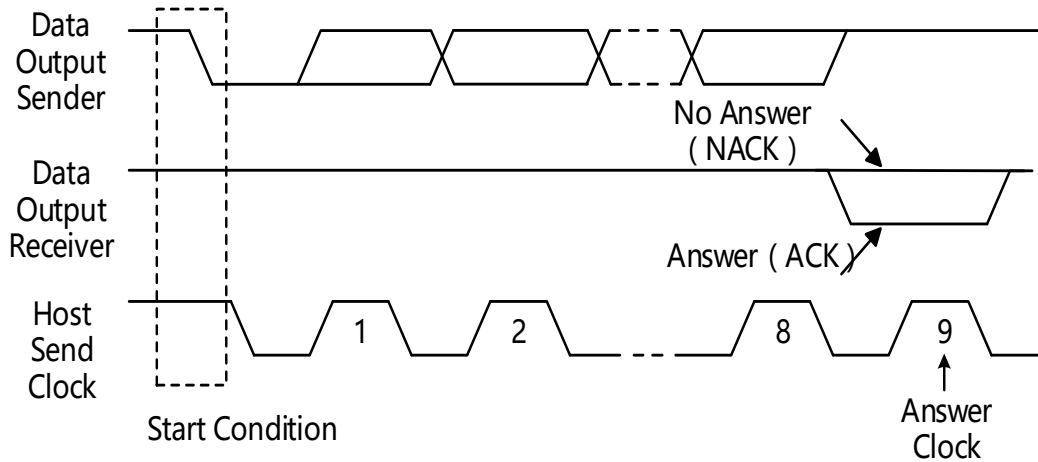 Data
Output
Sender
No Answer
( NACK )
Data
Output
Receiver
Answer ( ACK )
Host
Send
Clock
1
2
8
9
Start Condition
Answer
Clock